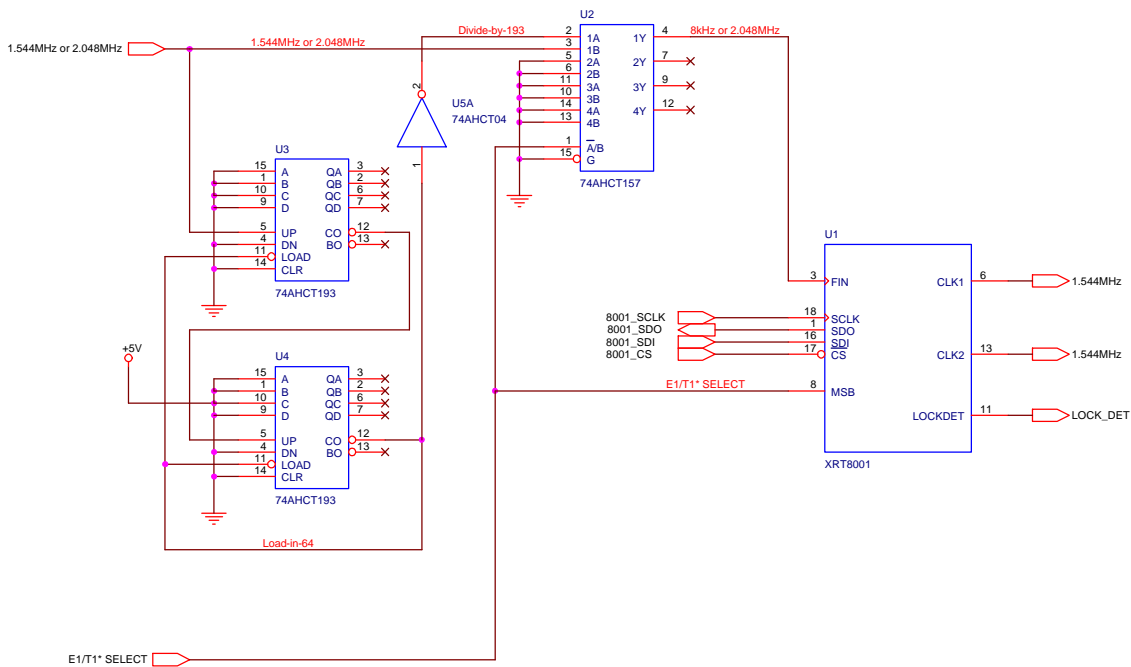 U2
Divide-by-193
2
1A
1Y
4
8kHz or 2.048MHz
1.544MHz or 2.048MHz
1.544MHz or 2.048MHz
3
1B
5
2A
2Y
7
6
2B
11
3A
3Y
9
10
3B
14
4A
4Y
12
13
4B
1
A/B
15
G
74AHCT157
2
U5A
74AHCT04
1
U3
15
A
QA
3
1
B
QB
2
10
C
QC
6
9
D
QD
7
5
UP
CO
12
4
DN
BO
13
11
LOAD
14
CLR
74AHCT193
U1
3
FIN
CLK1
6
1.544MHz
8001_SCLK
18
SCLK
8001_SDO
1
SDO
8001_SDI
16
SDI
8001_CS
17
CS
CLK2
13
1.544MHz
E1/T1* SELECT
8
MSB
LOCKDET
11
LOCK_DET
XRT8001
+5V
U4
15
A
QA
3
1
B
QB
2
10
C
QC
6
9
D
QD
7
5
UP
CO
12
4
DN
BO
13
11
LOAD
14
CLR
74AHCT193
Load-in-64
E1/T1* SELECT